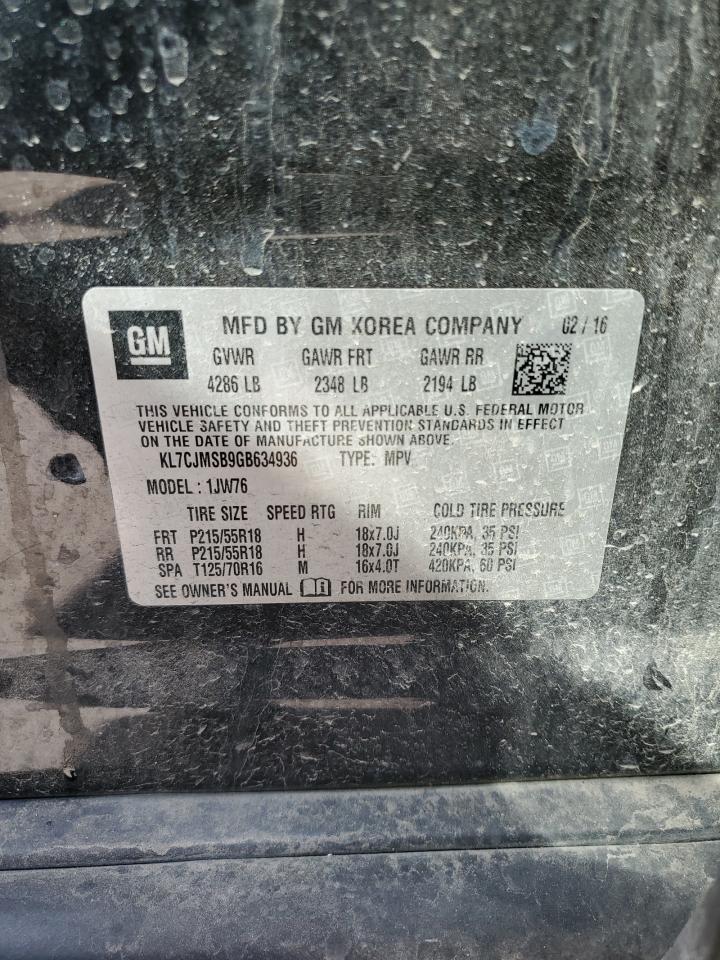 GM MFD BY GM KOREA COMPANY 02 / 16
GVWR GAWR FRT GAWR RR
4286 LB 2348 LB 2194 LB
THIS VEHICLE CONFORMS TO ALL APPLICABLE U.S. FEDERAL MOTOR
VEHICLE SAFETY AND THEFT PREVENTION STANDARDS IN EFFECT
ON THE DATE OF MANUFACTURE SHOWN ABOVE.
KL7CJMSB9GB634936 TYPE: MPV
MODEL : 1JW76
TIRE SIZE SPEED RTG RIM COLD TIRE PRESSURE
FRT P215/55R18 H 18x7.0J 240KPA, 35 PSI
RR P215/55R18 H 18x7.0J 240KPA, 35 PSI
SPA T125/70R16 M 16x4.0T 420KPA, 60 PSI
SEE OWNER'S MANUAL FOR MORE INFORMATION.